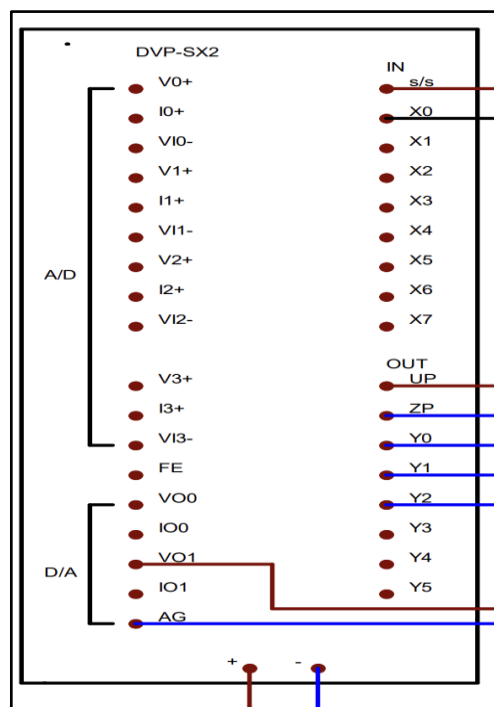 DVP-SX2
IN
V0+
s/s
I0+
X0
VI0-
X1
V1+
X2
I1+
X3
VI1-
X4
V2+
X5
A/D
I2+
X6
VI2-
X7
OUT
V3+
UP
I3+
ZP
VI3-
Y0
FE
Y1
VO0
Y2
IO0
Y3
VO1
Y4
D/A
IO1
Y5
AG
+
-